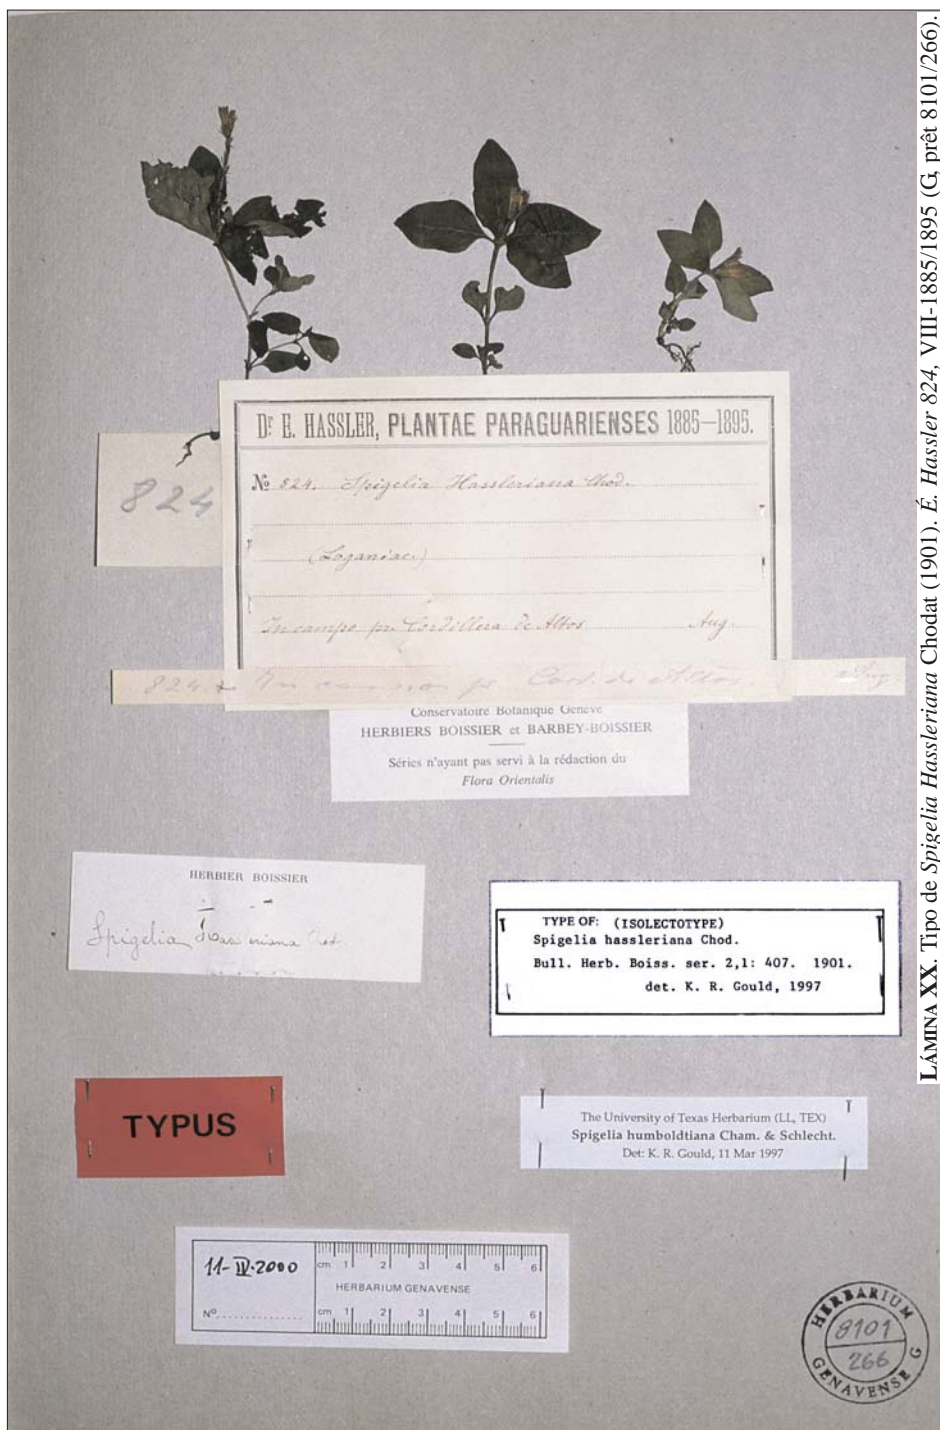 824
Dr. E. HASSLER, PLANTAE PARAGUARIENSES 1885—1895.
№ 824. Spigelia Hassleriana Chod.
(Loganiac.)
In campo pr. Cordillera de Altos Aug.
824. In campo pr. Cord. de Altos. Aug.
Conservatoire Botanique Genève
HERBIERS BOISSIER et BARBEY-BOISSIER
Séries n'ayant pas servi à la rédaction du
Flora Orientalis
HERBIER BOISSIER
Spigelia Hassleriana Chod.
TYPE OF: (ISOLECTOTYPE)
Spigelia hassleriana Chod.
Bull. Herb. Boiss. ser. 2,1: 407. 1901.
det. K. R. Gould, 1997
TYPUS
The University of Texas Herbarium (LL, TEX)
Spigelia humboldtiana Cham. & Schlecht.
Det: K. R. Gould, 11 Mar 1997
11-IV-2000
cm 1 2 3 4 5 6
HERBARIUM GENAVENSE
Nº...............
cm 1 2 3 4 5 6
HERBARIUM
8101
266
GENAVENSE G
LÁMINA XX. Tipo de Spigelia Hassleriana Chodat (1901). É. Hassler 824, VIII-1885/1895 (G, prêt 8101/266).